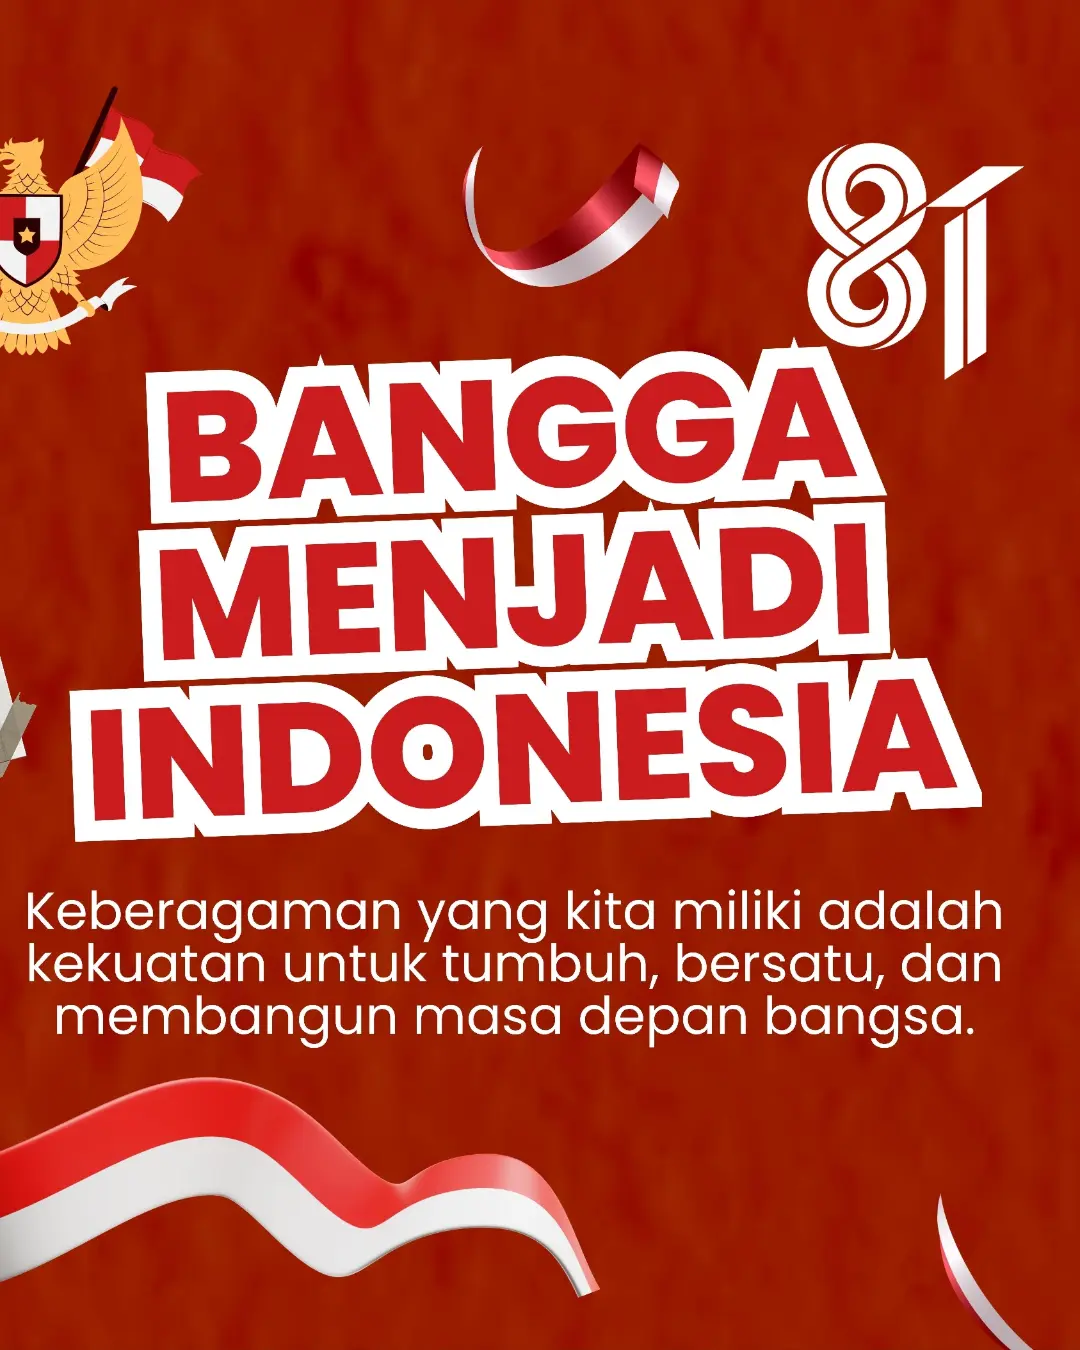 81
BANGGA
MENJADI
INDONESIA
Keberagaman yang kita miliki adalah
kekuatan untuk tumbuh, bersatu, dan
membangun masa depan bangsa.